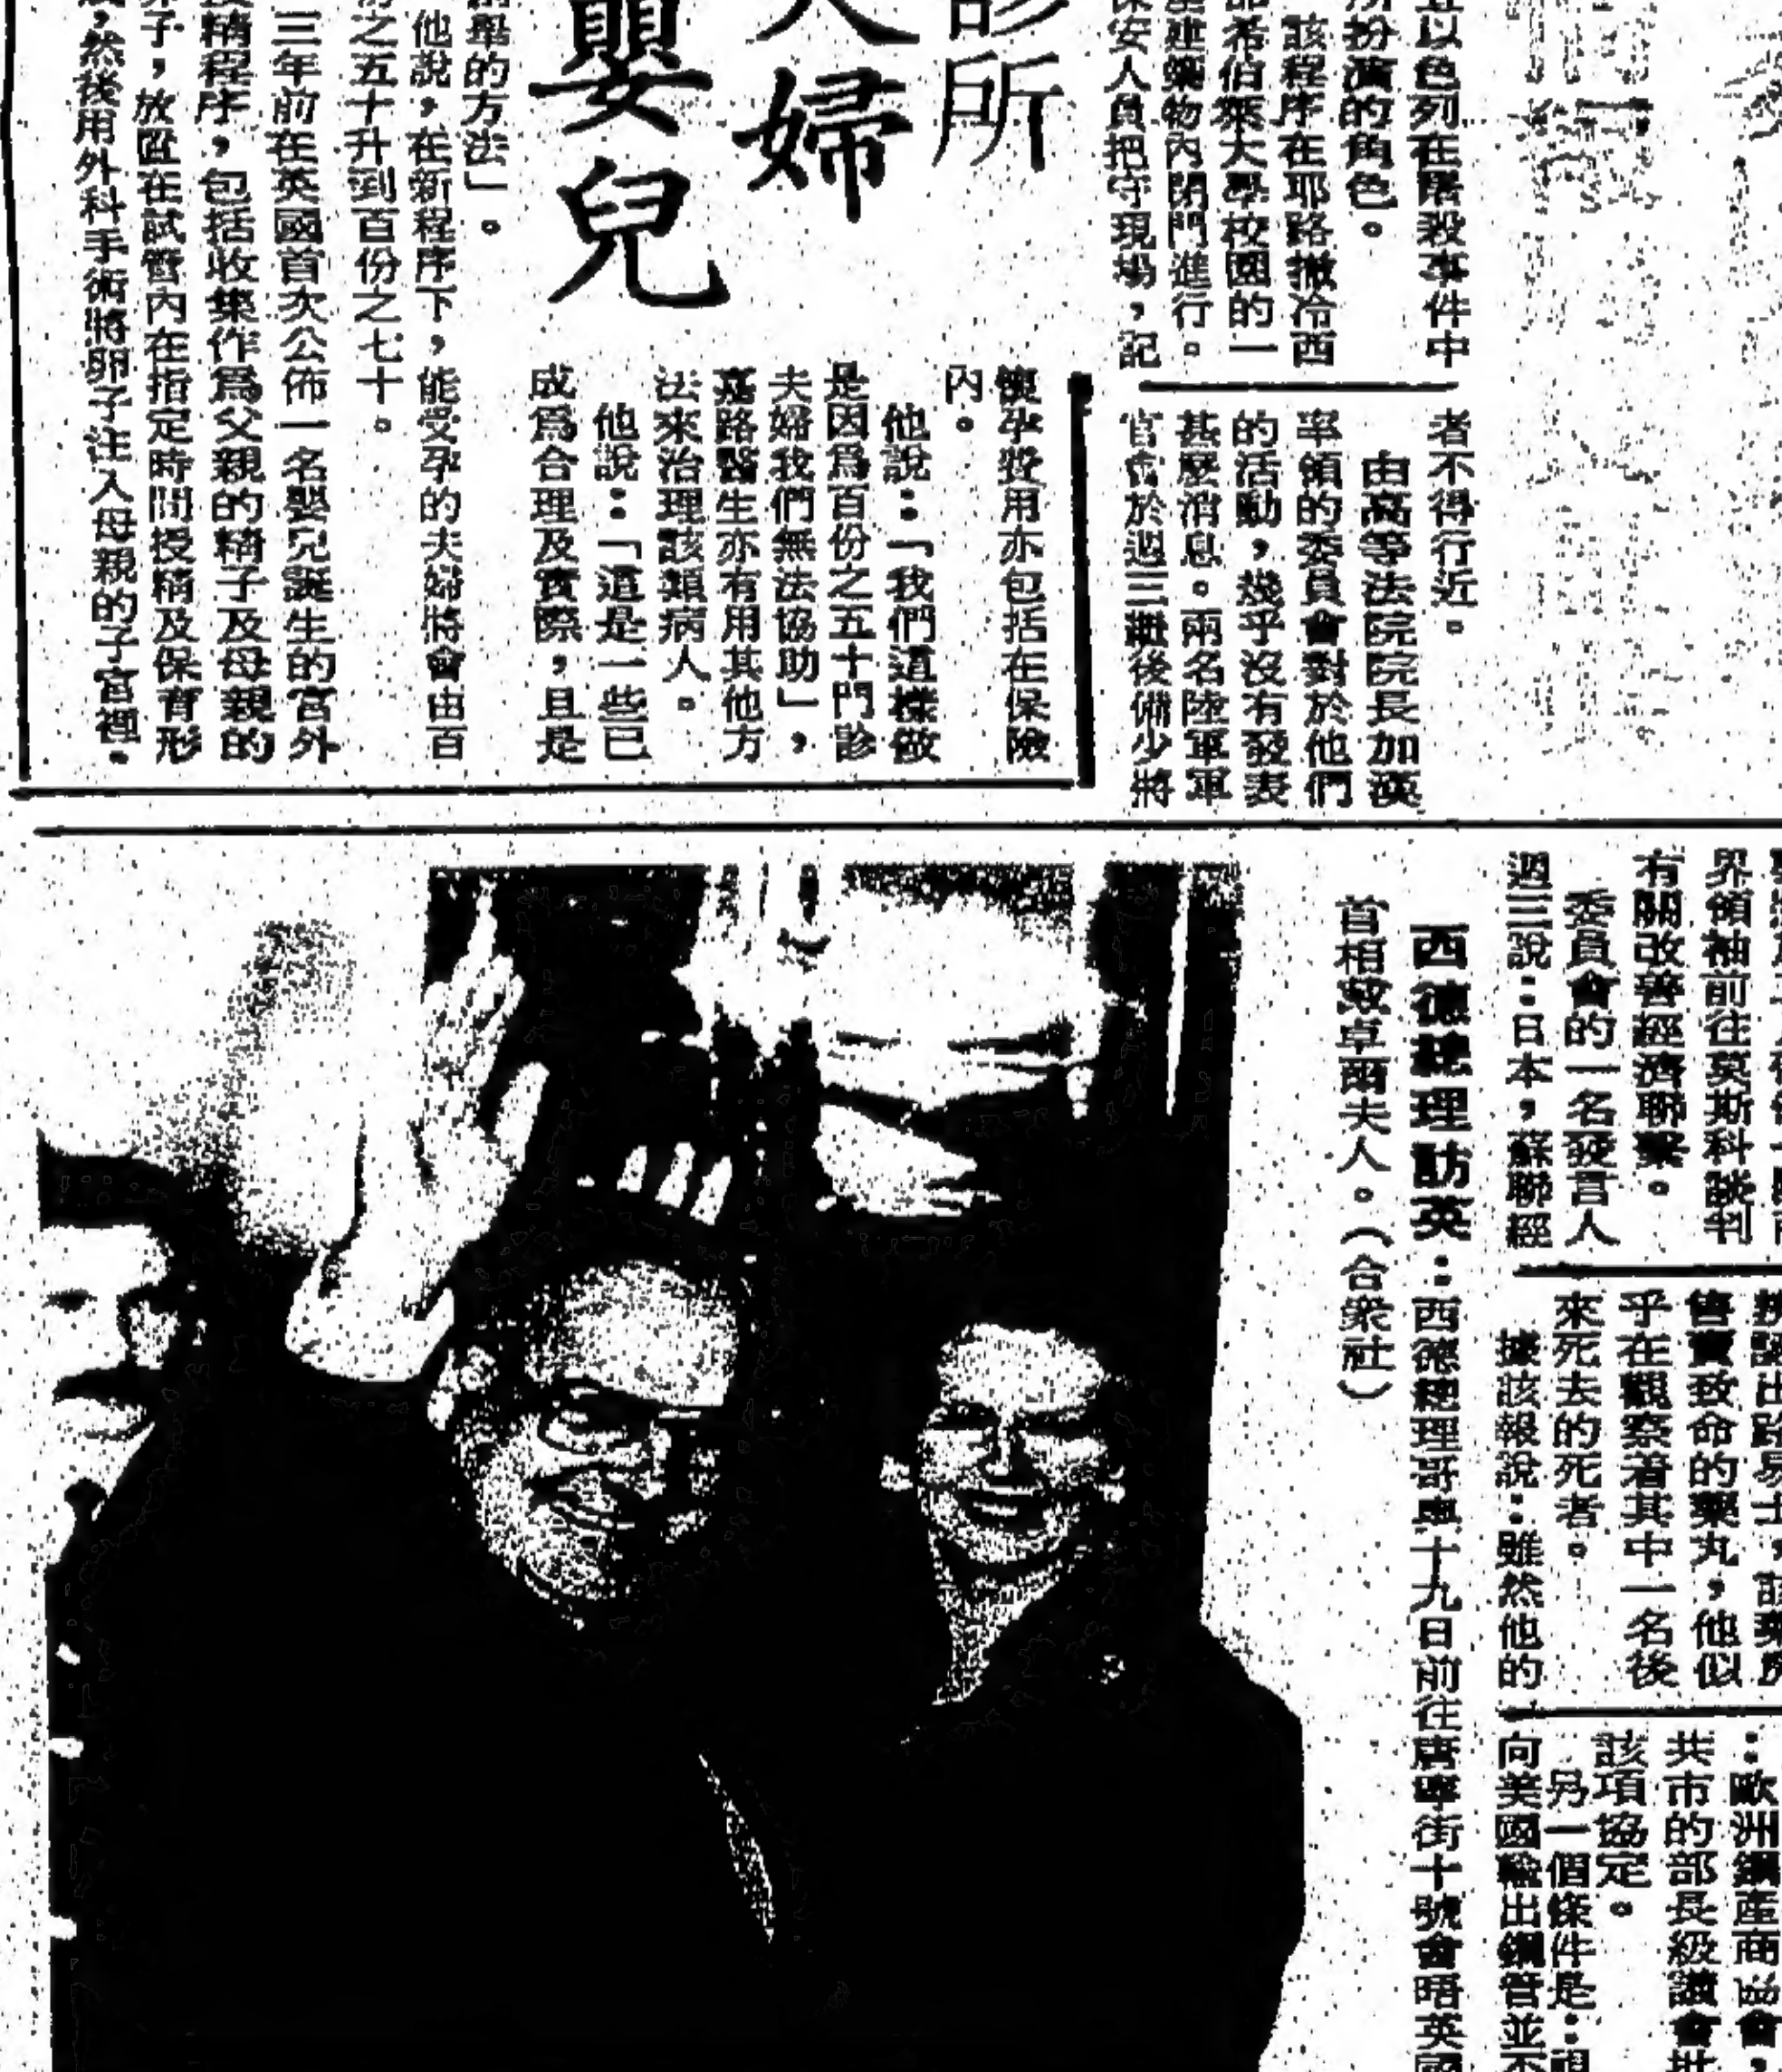 以色列在屠殺事件中
所扮演的角色。
該程序在耶路撒冷西
部希伯萊大學校園的一
座建築物內閉門進行。
保安人員把守現場，記
者不得行近。
由高等法院院長加漢
率領的委員會對於他們
的活動，幾乎沒有發表
甚麼消息。兩名陸軍軍
官會於週三
後備少將
診所
夫婦
嬰兒
懷孕費用亦包括在保險
內。
他說：「我們這樣做
是因爲百份之五十門診
夫婦我們無法協助」，
嘉路醫生亦有用其他方
法來治理該類病人。
他說：「這是一些已
成爲合理及實際，且是
舉的方法」。
他說，在新程序下，能受孕的夫婦將會由百
份之五十升到百份之七十。
三年前在英國首次公佈一名嬰兒誕生的宮外
授精程序，包括收集作爲父親的精子及母親的
卵子，放置在試管內在指定時間授精及保育形
成，然後用外科手術將卵子注入母親的子宮裡。
界領袖前往莫斯科談判
有關改善經濟聯繫。
委員會的一名發言人
週三說：日本，蘇聯經
售賣致命的藥丸，他似
乎在觀察着其中一名後
來死去的死者。
據該報說：雖然他的
：歐洲鋼產商協會，
共市的部長級議會批
該項協定。
另一個條件是：
向美國輸出鋼管並不
西德總理訪英：西德總理哥爾十九日前往唐寧街十號會晤英國
首相戴卓爾夫人。（合衆社）